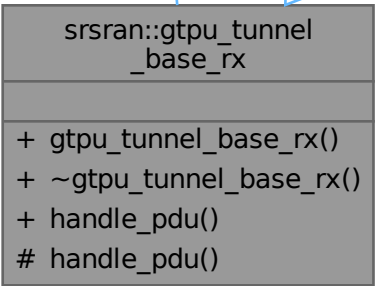 srsran::gtpu_tunnel
_base_rx
+ gtpu_tunnel_base_rx()
+ ~gtpu_tunnel_base_rx()
+ handle_pdu()
# handle_pdu()